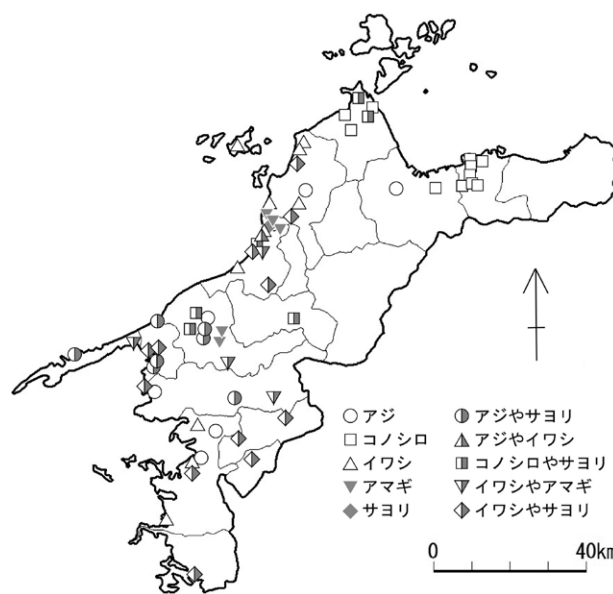 アジ
コノシロ
イワシ
アマギ
サヨリ
アジやサヨリ
アジやイワシ
コノシロやサヨリ
イワシやアマギ
イワシやサヨリ
0 40km